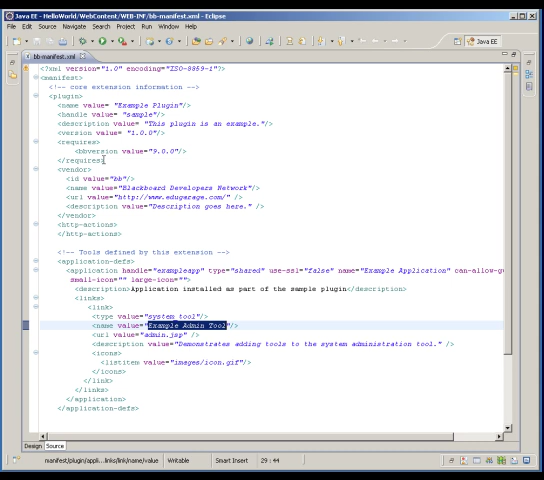 Java EE - HelloWorld/WebContent/WEB-INF/bb-manifest.xml - Eclipse
File Edit Source Navigate Search Project Run Window Help
Java EE
bb-manifest.xml
<?xml version="1.0" encoding="ISO-8859-1"?>
<manifest>
<!-- core extension information -->
<plugin>
<name value= "Example Plugin"/>
<handle value= "sample"/>
<description value= "This plugin is an example."/>
<version value= "1.0.0"/>
<requires>
<bbversion value="9.0.0"/>
</requires>
<vendor>
<id value="bb"/>
<name value="Blackboard Developers Network"/>
<url value="http://www.edugarage.com/" />
<description value="Description goes here." />
</vendor>
<http-actions>
</http-actions>
<!-- Tools defined by this extension -->
<application-defs>
<application handle="exampleapp" type="shared" use-ssl="false" name="Example Application" can-allow-gu
small-icon="" large-icon="">
<description>Application installed as part of the sample plugin</description>
<links>
<link>
<type value="system_tool"/>
<name value="Example Admin Tool"/>
<url value="admin.jsp" />
<description value="Demonstrates adding tools to the system administration tool." />
<icons>
<listitem value="images/icon.gif"/>
</icons>
</link>
</links>
</application>
</application-defs>
Design Source
manifest/plugin/appli...links/link/name/value Writable Smart Insert 29 : 44